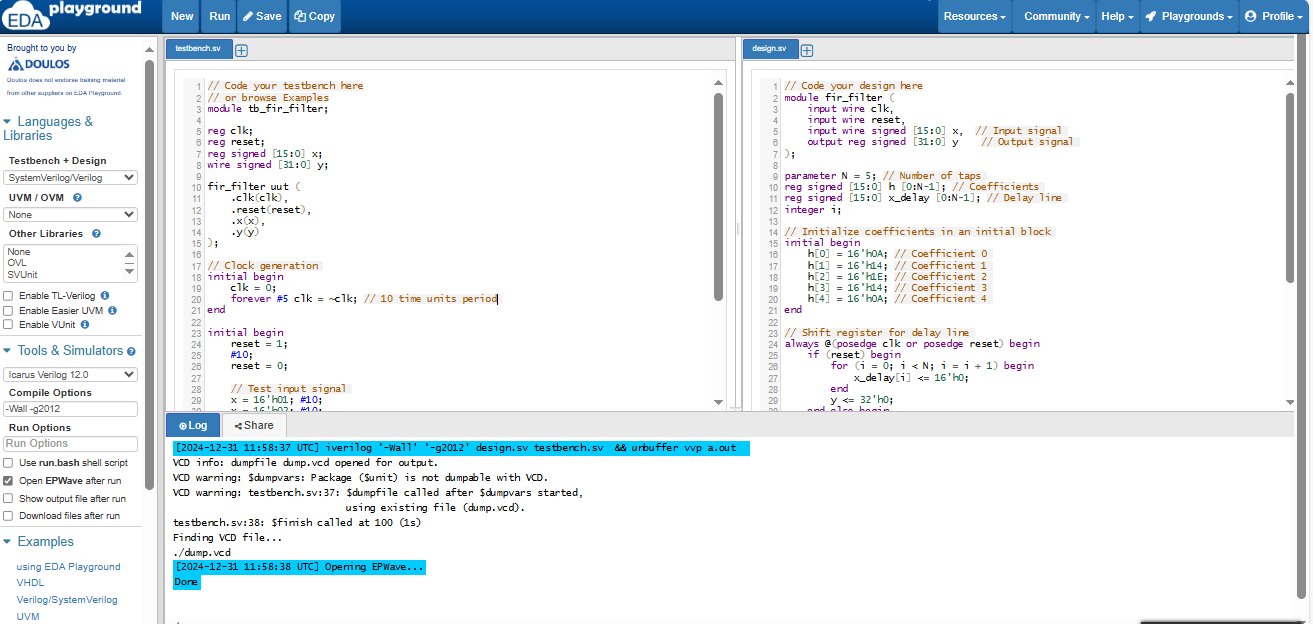 EDA playground
New Run Save Copy Resources Community Help Playgrounds Profile
Brought to you by
DOULOS
Doulos does not endorse training material
from other suppliers on EDA Playground.
Languages &
Libraries
Testbench + Design
SystemVerilog/Verilog
UVM / OVM
None
Other Libraries
None
OVL
SVUnit
Enable TL-Verilog
Enable Easier UVM
Enable VUnit
Tools & Simulators
Icarus Verilog 12.0
Compile Options
-Wall -g2012
Run Options
Run Options
Use run.bash shell script
Open EPWave after run
Show output file after run
Download files after run
Examples
using EDA Playground
VHDL
Verilog/SystemVerilog
UVM
testbench.sv
1 // Code your testbench here
2 // or browse Examples
3 module tb_fir_filter;
4
5 reg clk;
6 reg reset;
7 reg signed [15:0] x;
8 wire signed [31:0] y;
9
10 fir_filter uut (
11 .clk(clk),
12 .reset(reset),
13 .x(x),
14 .y(y)
15 );
16
17 // Clock generation
18 initial begin
19 clk = 0;
20 forever #5 clk = ~clk; // 10 time units period
21 end
22
23 initial begin
24 reset = 1;
25 #10;
26 reset = 0;
27
28 // Test input signal
29 x = 16'h01; #10;
x = 16'h02; #10;
design.sv
1 // Code your design here
2 module fir_filter (
3 input wire clk,
4 input wire reset,
5 input wire signed [15:0] x, // Input signal
6 output reg signed [31:0] y // Output signal
7 );
8
9 parameter N = 5; // Number of taps
10 reg signed [15:0] h [0:N-1]; // Coefficients
11 reg signed [15:0] x_delay [0:N-1]; // Delay line
12 integer i;
13
14 // Initialize coefficients in an initial block
15 initial begin
16 h[0] = 16'h0A; // Coefficient 0
17 h[1] = 16'h14; // Coefficient 1
18 h[2] = 16'h1E; // Coefficient 2
19 h[3] = 16'h14; // Coefficient 3
20 h[4] = 16'h0A; // Coefficient 4
21 end
22
23 // Shift register for delay line
24 always @(posedge clk or posedge reset) begin
25 if (reset) begin
26 for (i = 0; i < N; i = i + 1) begin
27 x_delay[i] <= 16'h0;
28 end
29 y <= 32'h0;
end else begin
Log Share
[2024-12-31 11:58:37 UTC] iverilog '-Wall' '-g2012' design.sv testbench.sv && unbuffer vvp a.out
VCD info: dumpfile dump.vcd opened for output.
VCD warning: $dumpvars: Package ($unit) is not dumpable with VCD.
VCD warning: testbench.sv:37: $dumpfile called after $dumpvars started,
using existing file (dump.vcd).
testbench.sv:38: $finish called at 100 (1s)
Finding VCD file...
./dump.vcd
[2024-12-31 11:58:38 UTC] Opening EPWave...
Done